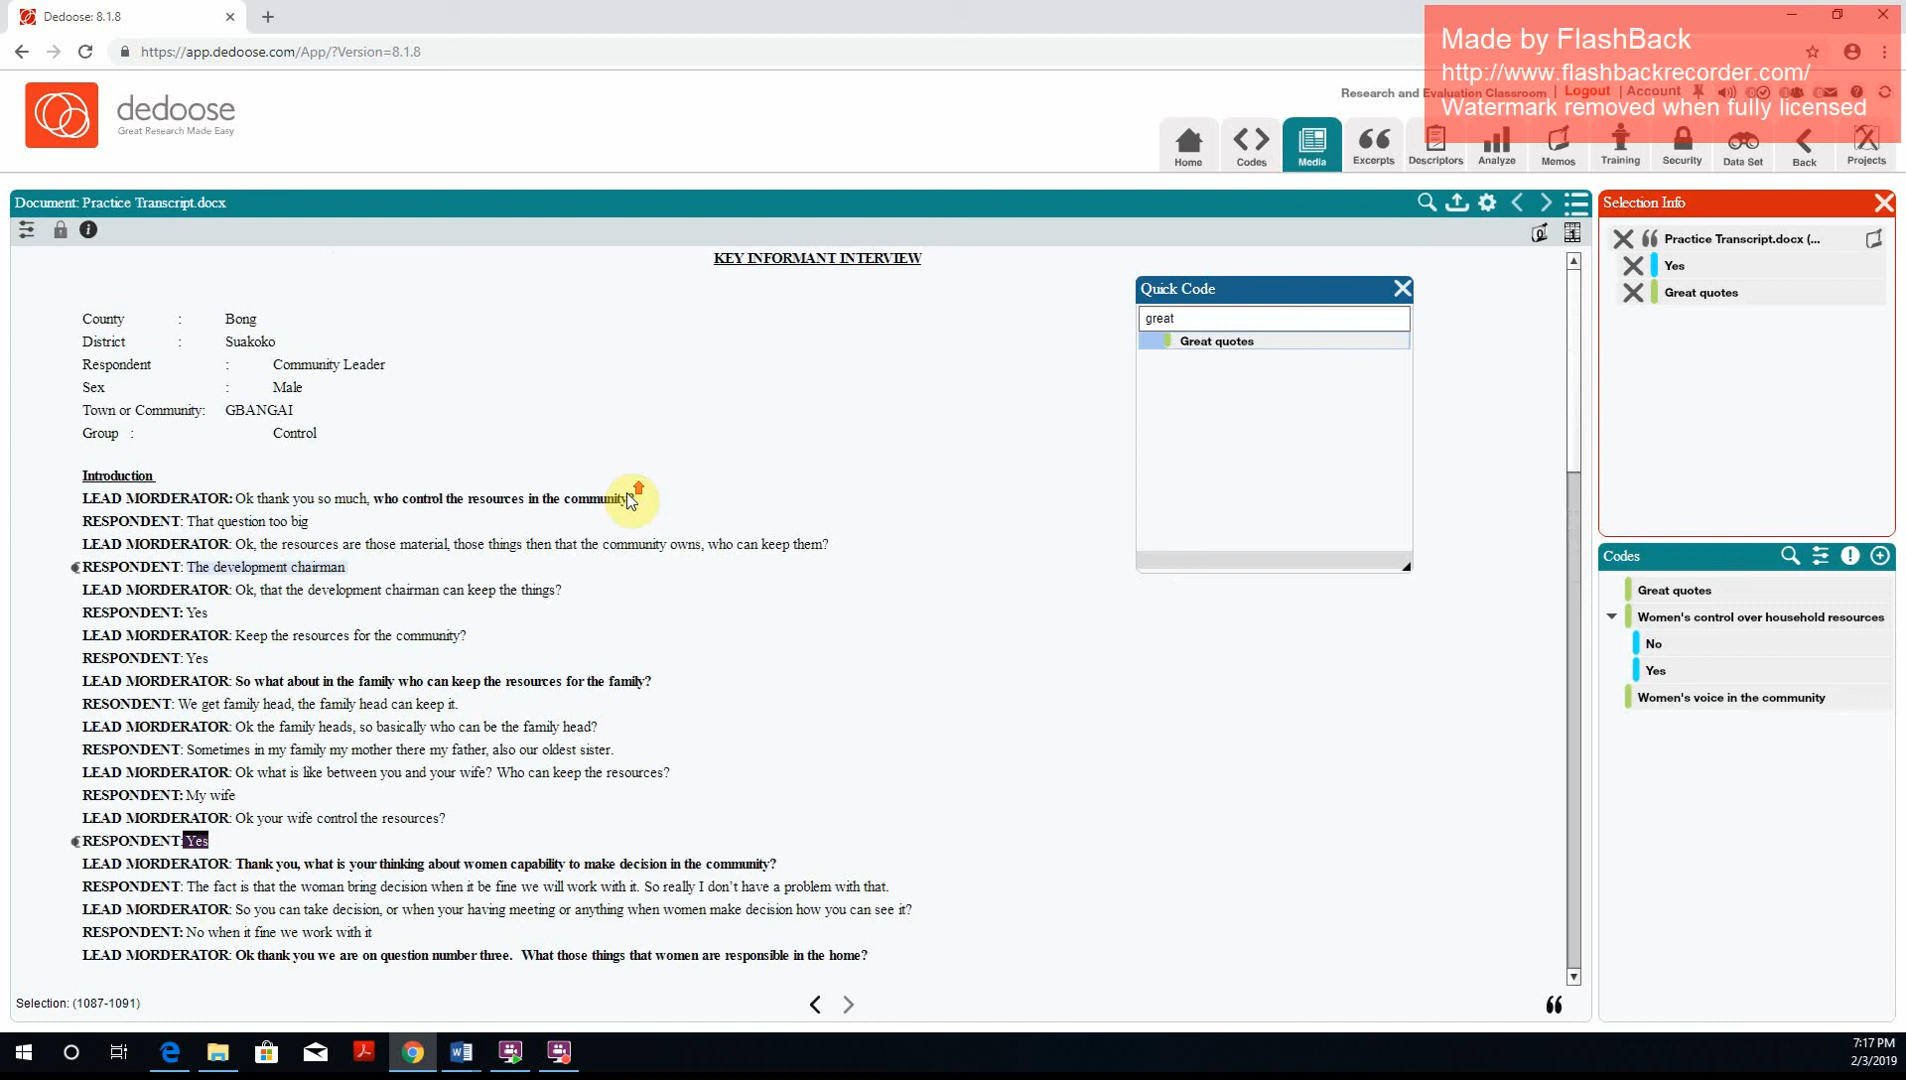 Dedoose: 8.1.8
https://app.dedoose.com/App/?Version=8.1.8
Made by FlashBack
http://www.flashbackrecorder.com/
Watermark removed when fully licensed
dedoose
Great Research Made Easy
Research and Evaluation Classroom Logout Account
Home Codes Media Excerpts Descriptors Analyze Memos Training Security Data Set Back Projects
Document: Practice Transcript.docx
KEY INFORMANT INTERVIEW
County : Bong
District : Suakoko
Respondent : Community Leader
Sex : Male
Town or Community: GBANGAI
Group : Control
Introduction
LEAD MORDERATOR: Ok thank you so much, who control the resources in the community?
RESPONDENT: That question too big
LEAD MORDERATOR: Ok, the resources are those material, those things then that the community owns, who can keep them?
RESPONDENT: The development chairman
LEAD MORDERATOR: Ok, that the development chairman can keep the things?
RESPONDENT: Yes
LEAD MORDERATOR: Keep the resources for the community?
RESPONDENT: Yes
LEAD MORDERATOR: So what about in the family who can keep the resources for the family?
RESONDENT: We get family head, the family head can keep it.
LEAD MORDERATOR: Ok the family heads, so basically who can be the family head?
RESPONDENT: Sometimes in my family my mother there my father, also our oldest sister.
LEAD MORDERATOR: Ok what is like between you and your wife? Who can keep the resources?
RESPONDENT: My wife
LEAD MORDERATOR: Ok your wife control the resources?
RESPONDENT: Yes
LEAD MORDERATOR: Thank you, what is your thinking about women capability to make decision in the community?
RESPONDENT: The fact is that the woman bring decision when it be fine we will work with it. So really I don't have a problem with that.
LEAD MORDERATOR: So you can take decision, or when your having meeting or anything when women make decision how you can see it?
RESPONDENT: No when it fine we work with it
LEAD MORDERATOR: Ok thank you we are on question number three. What those things that women are responsible in the home?
Selection: (1087-1091)
Quick Code
great
Great quotes
Selection Info
Practice Transcript.docx (...
Yes
Great quotes
Codes
Great quotes
Women's control over household resources
No
Yes
Women's voice in the community
7:17 PM
2/3/2019